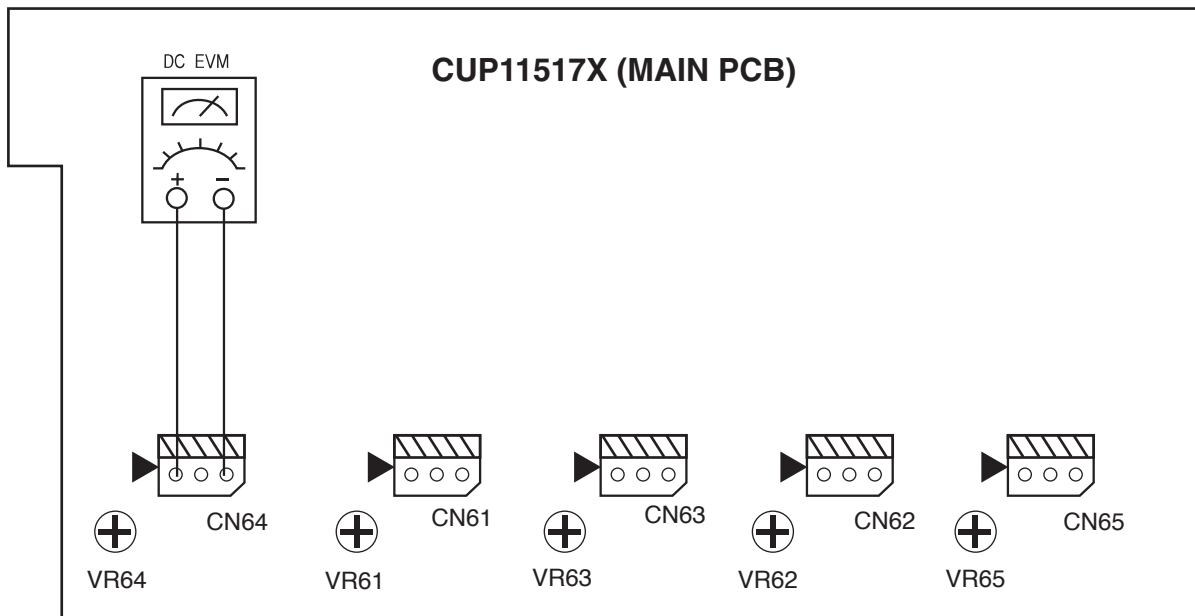 CUP11517X (MAIN PCB)
DC EVM
+ −
CN64
CN61
CN63
CN62
CN65
VR64
VR61
VR63
VR62
VR65